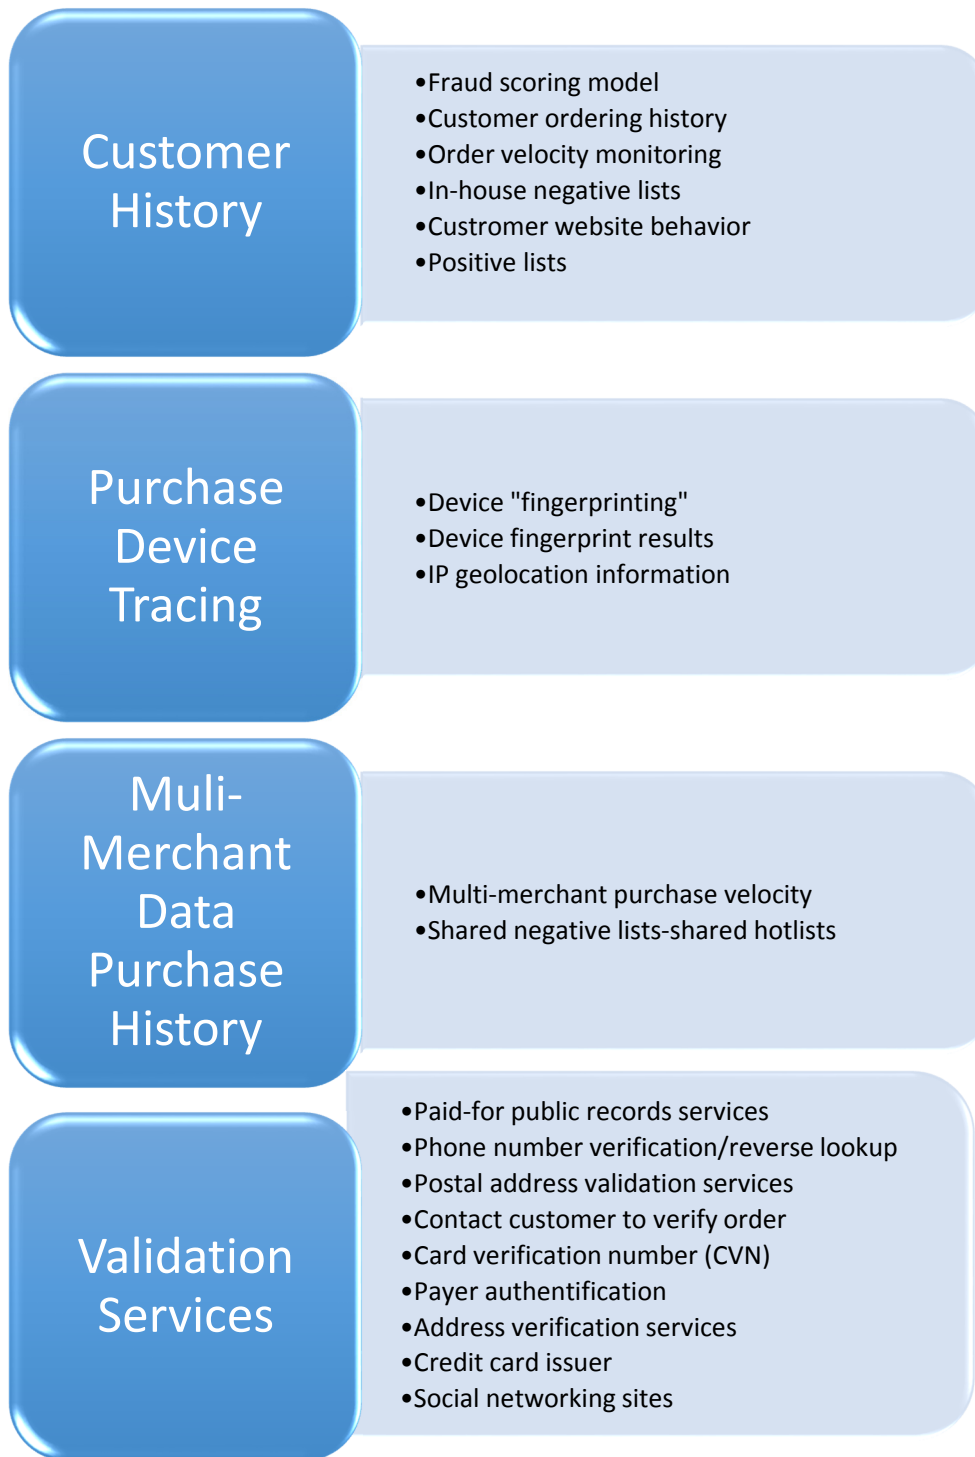 Customer
History
•Fraud scoring model
•Customer ordering history
•Order velocity monitoring
•In-house negative lists
•Custromer website behavior
•Positive lists
Purchase
Device
Tracing
•Device "fingerprinting"
•Device fingerprint results
•IP geolocation information
Muli-
Merchant
Data
Purchase
History
•Multi-merchant purchase velocity
•Shared negative lists-shared hotlists
Validation
Services
•Paid-for public records services
•Phone number verification/reverse lookup
•Postal address validation services
•Contact customer to verify order
•Card verification number (CVN)
•Payer authentification
•Address verification services
•Credit card issuer
•Social networking sites